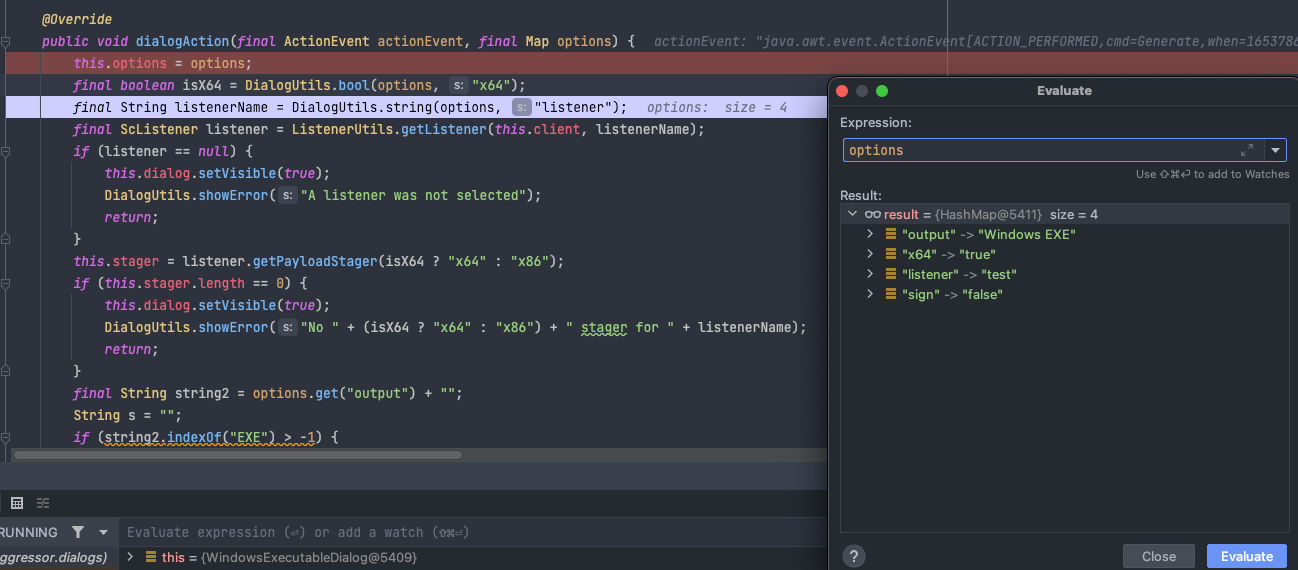 @Override
public void dialogAction(final ActionEvent actionEvent, final Map options) { actionEvent: "java.awt.event.ActionEvent[ACTION_PERFORMED,cmd=Generate,when=1653786
this.options = options;
final boolean isX64 = DialogUtils.bool(options, s: "x64");
final String listenerName = DialogUtils.string(options, s: "listener"); options: size = 4
final ScListener listener = ListenerUtils.getListener(this.client, listenerName);
if (listener == null) {
this.dialog.setVisible(true);
DialogUtils.showError( s: "A listener was not selected");
return;
}
this.stager = listener.getPayloadStager(isX64 ? "x64" : "x86");
if (this.stager.length == 0) {
this.dialog.setVisible(true);
DialogUtils.showError( s: "No " + (isX64 ? "x64" : "x86") + " stager for " + listenerName);
return;
}
final String string2 = options.get("output") + "";
String s = "";
if (string2.indexOf("EXE") > -1) {
Evaluate
Expression:
options
Use ⇧⌘⏎ to add to Watches
Result:
result = {HashMap@5411} size = 4
"output" -> "Windows EXE"
"x64" -> "true"
"listener" -> "test"
"sign" -> "false"
? Close Evaluate
RUNNING Evaluate expression (⏎) or add a watch (⇧⌘⏎)
ggressor.dialogs) this = {WindowsExecutableDialog@5409}